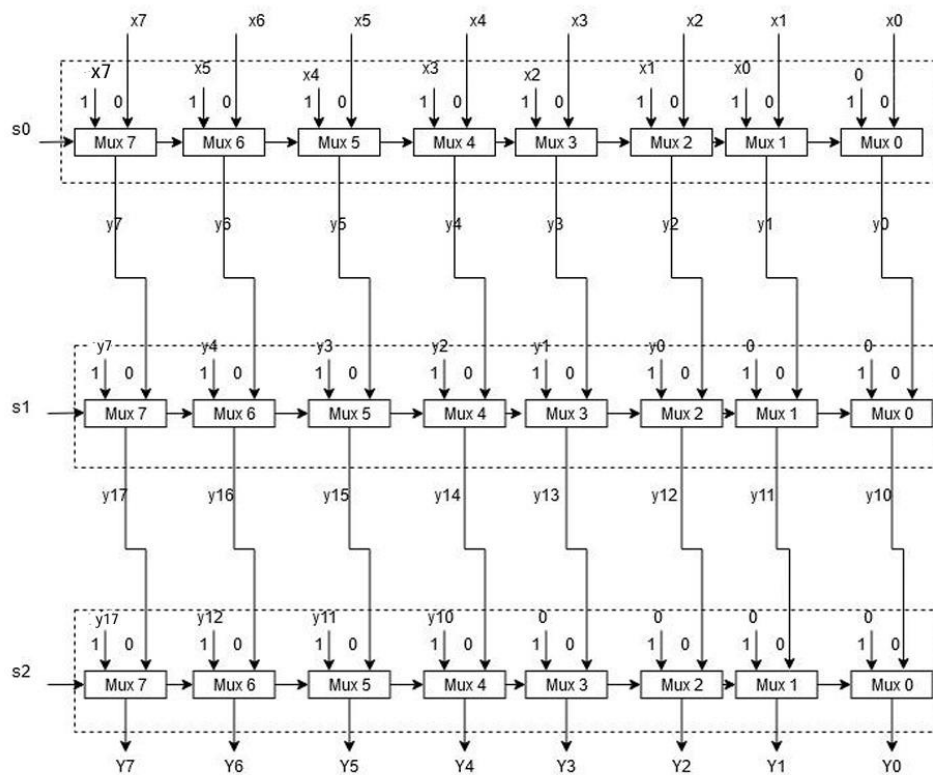 x7 x6 x5 x4 x3 x2 x1 x0
x7 x5 x4 x3 x2 x1 x0 0
1 0 1 0 1 0 1 0 1 0 1 0 1 0 1 0
s0 Mux 7 Mux 6 Mux 5 Mux 4 Mux 3 Mux 2 Mux 1 Mux 0
y7 y6 y5 y4 y3 y2 y1 y0
y7 y4 y3 y2 y1 y0 0 0
1 0 1 0 1 0 1 0 1 0 1 0 1 0 1 0
s1 Mux 7 Mux 6 Mux 5 Mux 4 Mux 3 Mux 2 Mux 1 Mux 0
y17 y16 y15 y14 y13 y12 y11 y10
y17 y12 y11 y10 0 0 0 0
1 0 1 0 1 0 1 0 1 0 1 0 1 0 1 0
s2 Mux 7 Mux 6 Mux 5 Mux 4 Mux 3 Mux 2 Mux 1 Mux 0
Y7 Y6 Y5 Y4 Y3 Y2 Y1 Y0